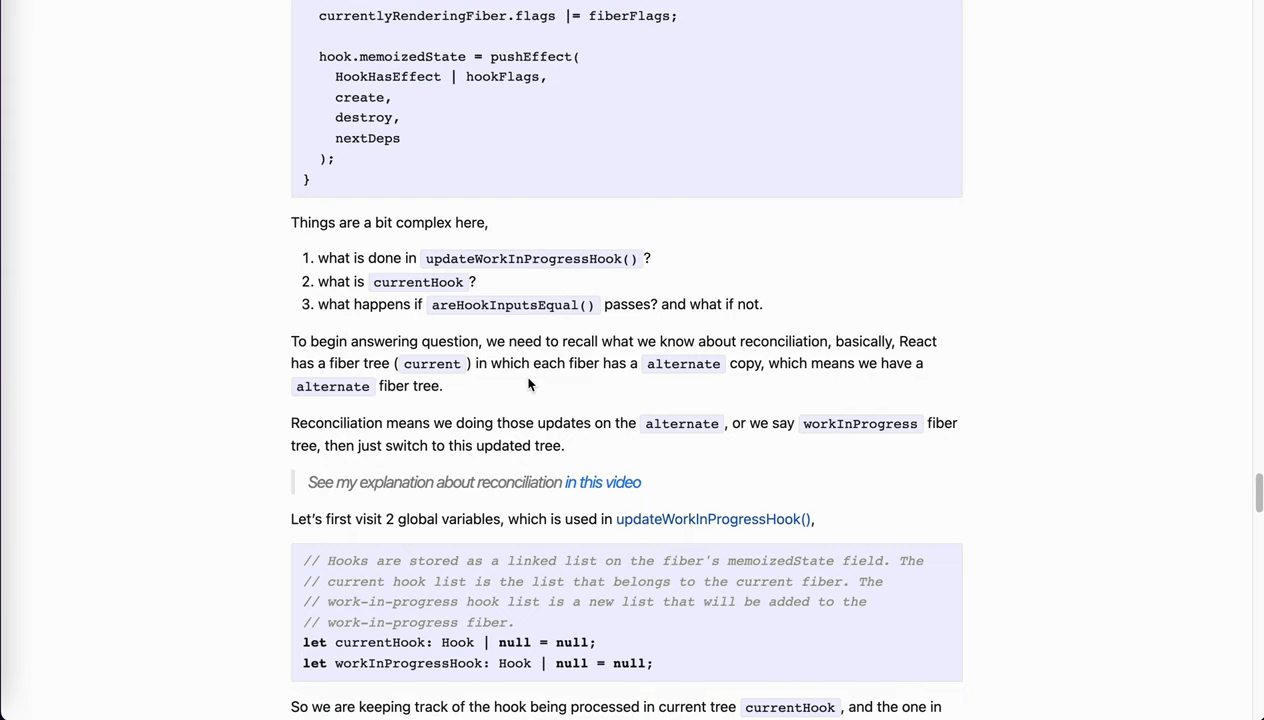 currentlyRenderingFiber.flags |= fiberFlags;
hook.memoizedState = pushEffect(
HookHasEffect | hookFlags,
create,
destroy,
nextDeps
);
}
Things are a bit complex here,
1. what is done in updateWorkInProgressHook() ?
2. what is currentHook ?
3. what happens if areHookInputsEqual() passes? and what if not.
To begin answering question, we need to recall what we know about reconciliation, basically, React
has a fiber tree ( current ) in which each fiber has a alternate copy, which means we have a
alternate fiber tree.
Reconciliation means we doing those updates on the alternate , or we say workInProgress fiber
tree, then just switch to this updated tree.
See my explanation about reconciliation in this video
Let’s first visit 2 global variables, which is used in updateWorkInProgressHook(),
// Hooks are stored as a linked list on the fiber's memoizedState field. The
// current hook list is the list that belongs to the current fiber. The
// work-in-progress hook list is a new list that will be added to the
// work-in-progress fiber.
let currentHook: Hook | null = null;
let workInProgressHook: Hook | null = null;
So we are keeping track of the hook being processed in current tree currentHook , and the one in